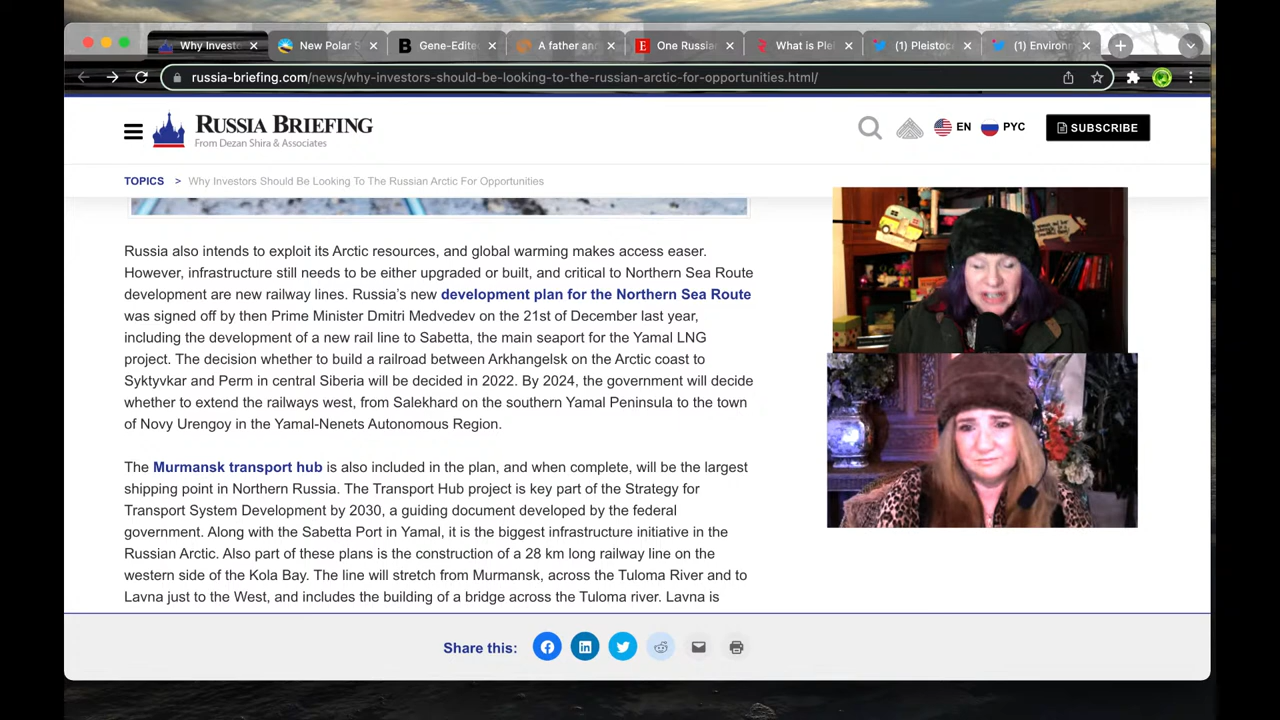 Why Invest
New Polar S
Gene-Edite
A father an
One Russia
What is Plei
(1) Pleistoc
(1) Environ
russia-briefing.com/news/why-investors-should-be-looking-to-the-russian-arctic-for-opportunities.html/
RUSSIA BRIEFING
From Dezan Shira & Associates
EN
РУС
SUBSCRIBE
TOPICS > Why Investors Should Be Looking To The Russian Arctic For Opportunities
Russia also intends to exploit its Arctic resources, and global warming makes access easer.
However, infrastructure still needs to be either upgraded or built, and critical to Northern Sea Route
development are new railway lines. Russia's new development plan for the Northern Sea Route
was signed off by then Prime Minister Dmitri Medvedev on the 21st of December last year,
including the development of a new rail line to Sabetta, the main seaport for the Yamal LNG
project. The decision whether to build a railroad between Arkhangelsk on the Arctic coast to
Syktyvkar and Perm in central Siberia will be decided in 2022. By 2024, the government will decide
whether to extend the railways west, from Salekhard on the southern Yamal Peninsula to the town
of Novy Urengoy in the Yamal-Nenets Autonomous Region.
The Murmansk transport hub is also included in the plan, and when complete, will be the largest
shipping point in Northern Russia. The Transport Hub project is key part of the Strategy for
Transport System Development by 2030, a guiding document developed by the federal
government. Along with the Sabetta Port in Yamal, it is the biggest infrastructure initiative in the
Russian Arctic. Also part of these plans is the construction of a 28 km long railway line on the
western side of the Kola Bay. The line will stretch from Murmansk, across the Tuloma River and to
Lavna just to the West, and includes the building of a bridge across the Tuloma river. Lavna is
Share this: